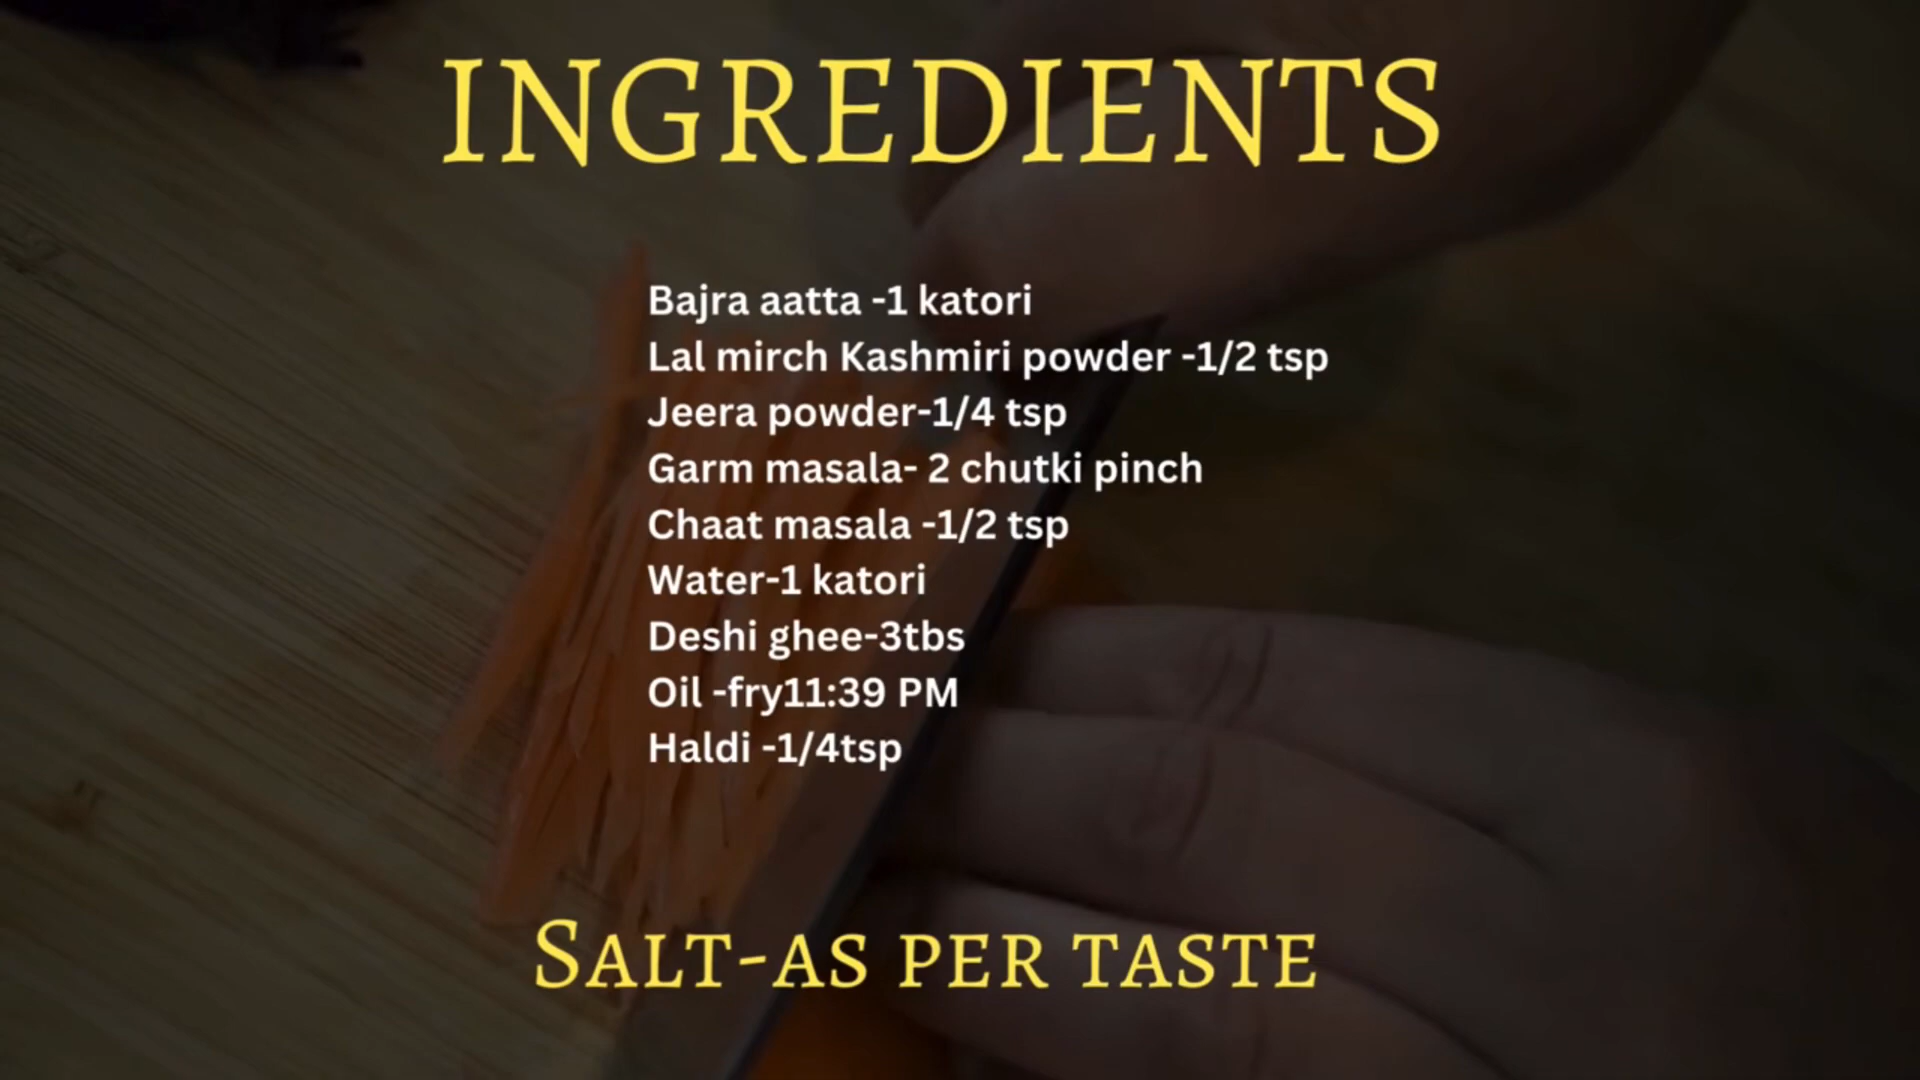 INGREDIENTS
Bajra aatta -1 katori
Lal mirch Kashmiri powder -1/2 tsp
Jeera powder-1/4 tsp
Garm masala- 2 chutki pinch
Chaat masala -1/2 tsp
Water-1 katori
Deshi ghee-3tbs
Oil -fry11:39 PM
Haldi -1/4tsp
SALT-AS PER TASTE